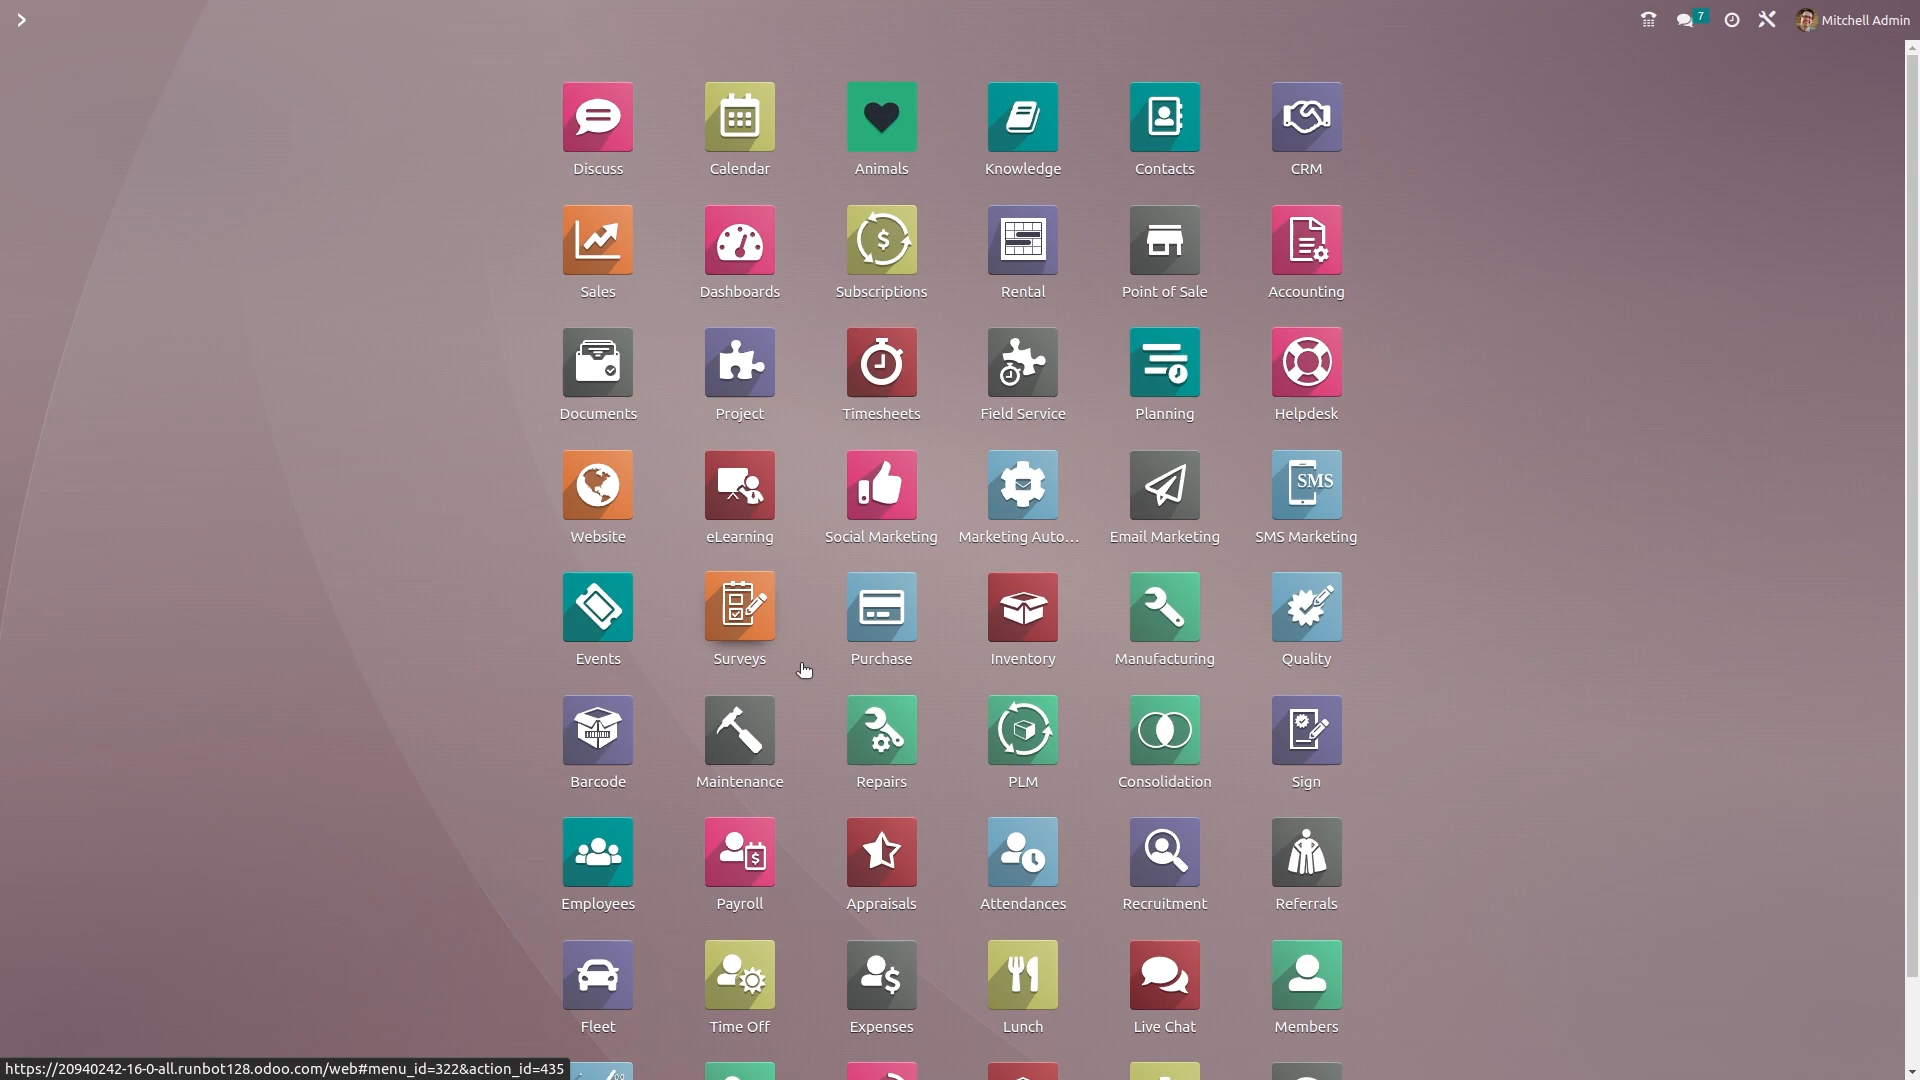 7
Mitchell Admin
Discuss
Calendar
Animals
Knowledge
Contacts
CRM
Sales
Dashboards
Subscriptions
Rental
Point of Sale
Accounting
Documents
Project
Timesheets
Field Service
Planning
Helpdesk
SMS
Website
eLearning
Social Marketing
Marketing Auto...
Email Marketing
SMS Marketing
Events
Surveys
Purchase
Inventory
Manufacturing
Quality
Barcode
Maintenance
Repairs
PLM
Consolidation
Sign
Employees
Payroll
Appraisals
Attendances
Recruitment
Referrals
Fleet
Time Off
Expenses
Lunch
Live Chat
Members
https://20940242-16-0-all.runbot128.odoo.com/web#menu_id=322&action_id=435